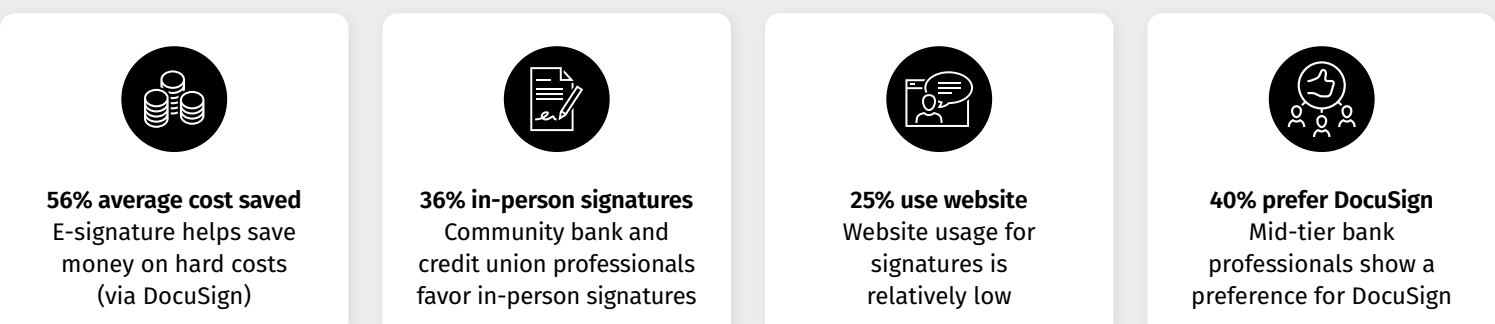 56% average cost saved
E-signature helps save
money on hard costs
(via DocuSign)
36% in-person signatures
Community bank and
credit union professionals
favor in-person signatures
25% use website
Website usage for
signatures is
relatively low
40% prefer DocuSign
Mid-tier bank
professionals show a
preference for DocuSign